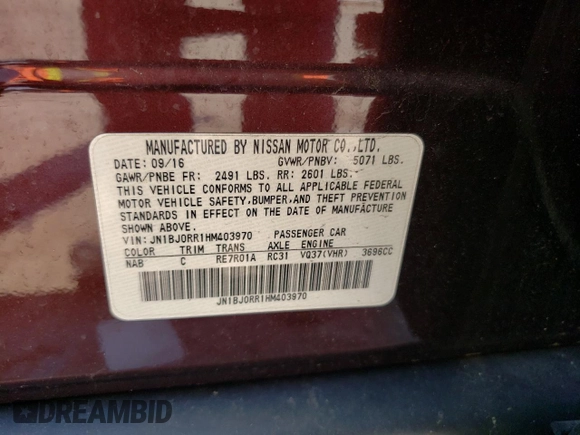 MANUFACTURED BY NISSAN MOTOR CO.,LTD.
DATE: 09/16 GVWR/PNBV: 5071 LBS.
GAWR/PNBE FR: 2491 LBS. RR: 2601 LBS.
THIS VEHICLE CONFORMS TO ALL APPLICABLE FEDERAL
MOTOR VEHICLE SAFETY,BUMPER,AND THEFT PREVENTION
STANDARDS IN EFFECT ON THE DATE OF MANUFACTURE
SHOWN ABOVE.
VIN: JN1BJ0RR1HM403970 PASSENGER CAR
COLOR TRIM TRANS AXLE ENGINE
NAB C RE7R01A RC31 VQ37(VHR) 3696CC
JN1BJ0RR1HM403970
DREAMBID